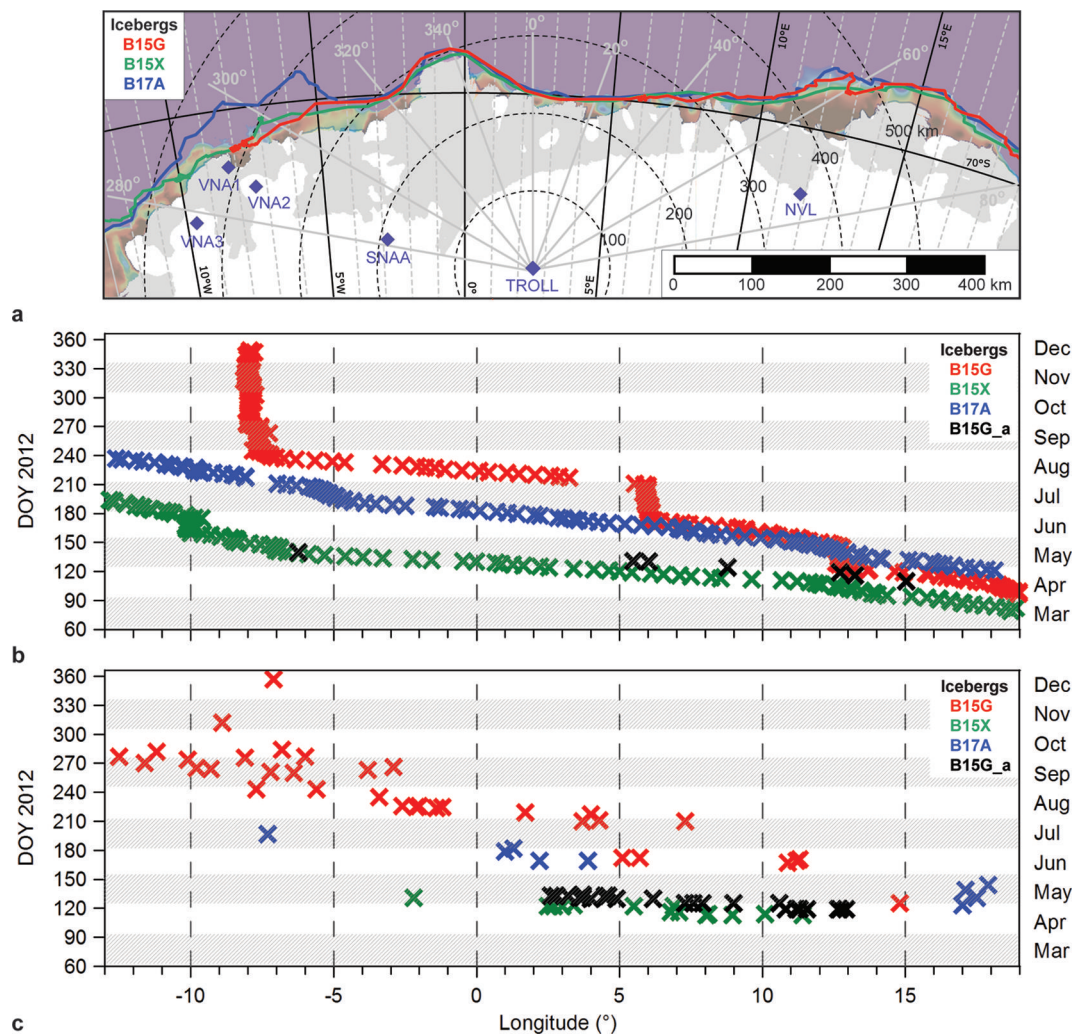 Icebergs
B15G
B15X
B17A
280°
300°
320°
340°
0°
20°
40°
60°
80°
10°E
15°E
70°S
500 km
400
300
200
100
VNA1
VNA2
VNA3
SNAA
TROLL
NVL
10°W
5°W
0°
5°E
0 100 200 300 400 km
a
360
330
300
270
240
210
180
150
120
90
60
DOY 2012
Icebergs
B15G
B15X
B17A
B15G_a
Dec
Nov
Oct
Sep
Aug
Jul
Jun
May
Apr
Mar
b
360
330
300
270
240
210
180
150
120
90
60
DOY 2012
Icebergs
B15G
B15X
B17A
B15G_a
Dec
Nov
Oct
Sep
Aug
Jul
Jun
May
Apr
Mar
-10 -5 0 5 10 15
Longitude (°)
c